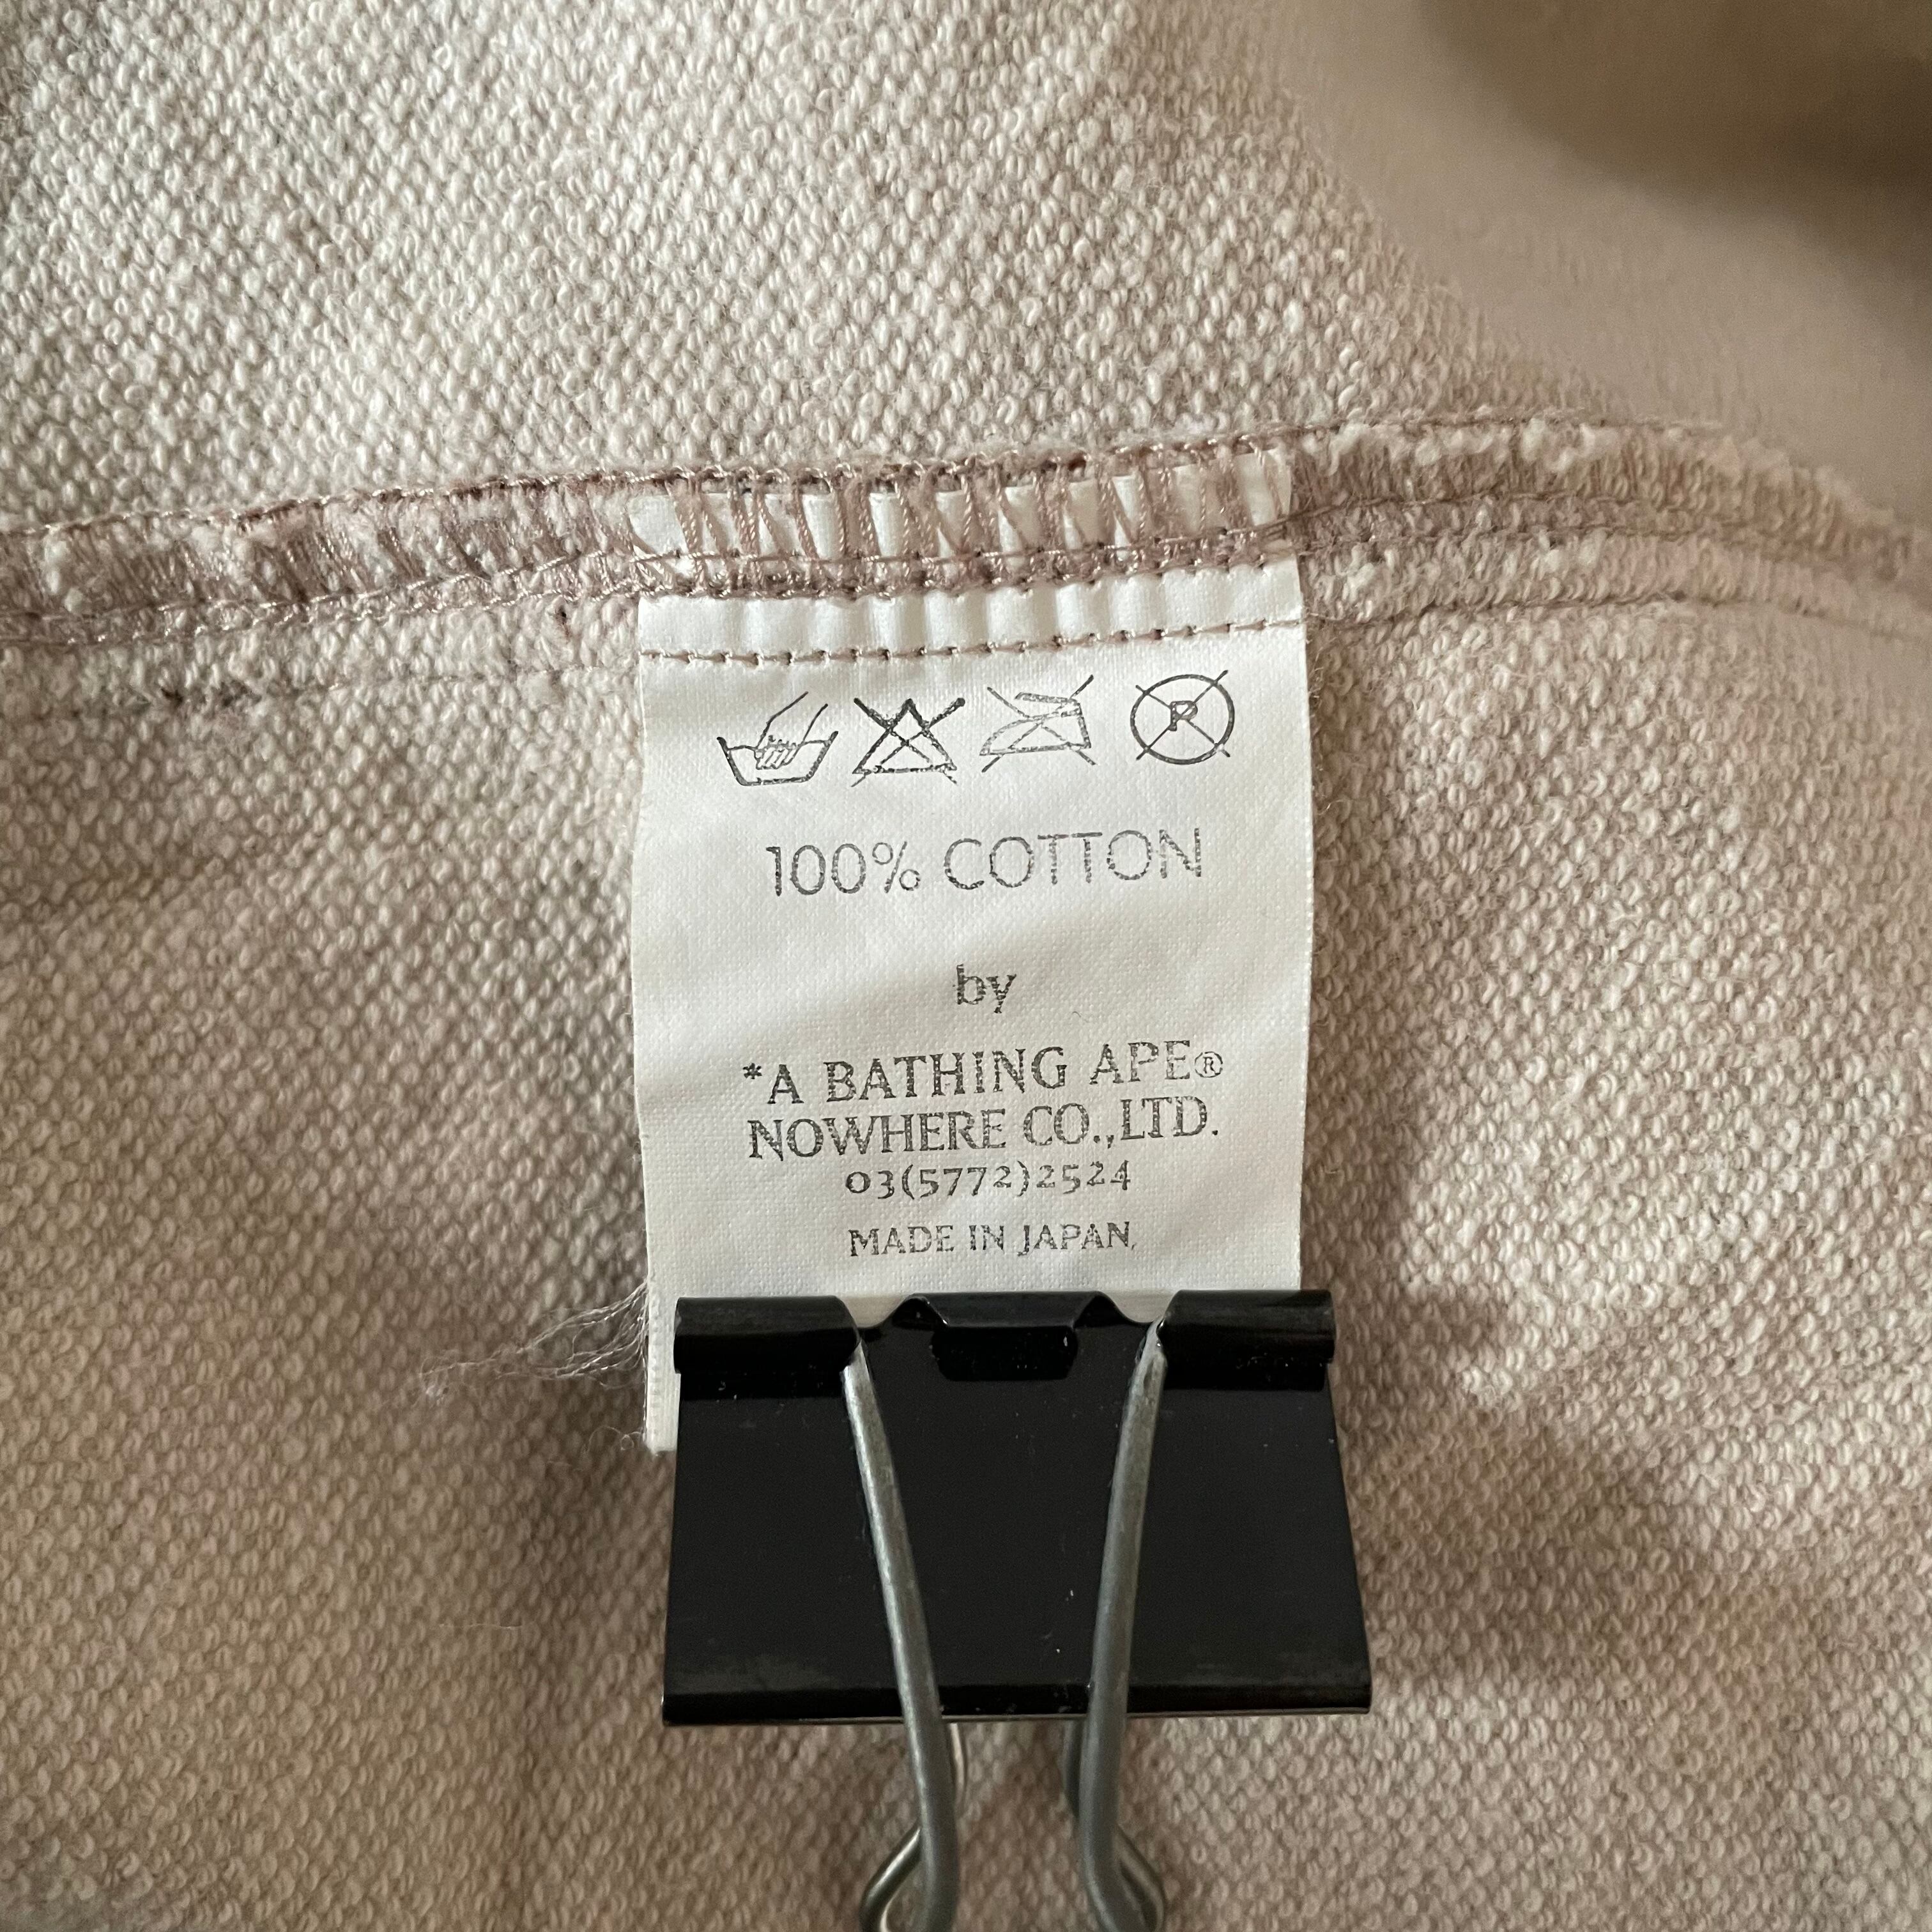 P
100% COTTON
by
*A BATHING APE®
NOWHERE CO.,LTD.
03(5772)2524
MADE IN JAPAN,